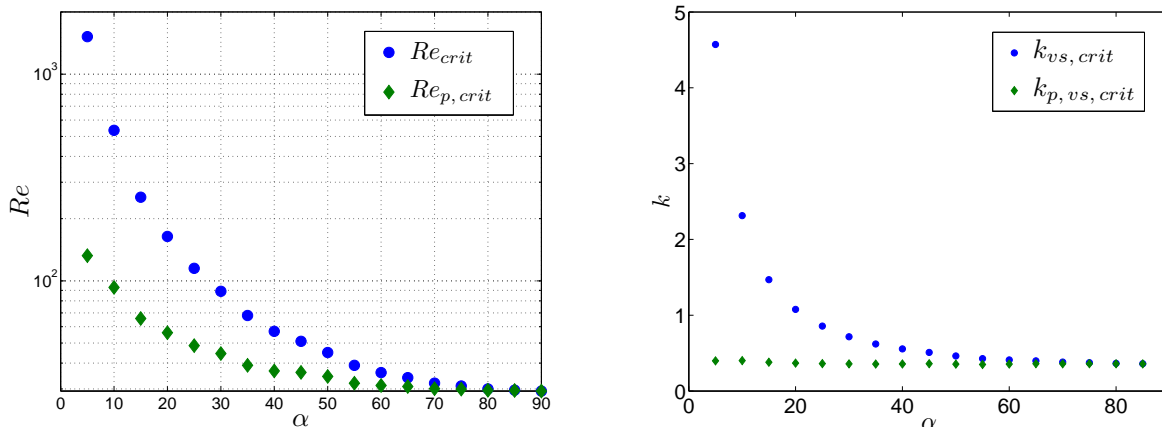 10^3
10^2
Re
0 10 20 30 40 50 60 70 80 90
α
Re_{crit}
Re_{p, crit}
5
4
3
2
1
0
k
0 20 40 60 80
α
k_{vs, crit}
k_{p, vs, crit}